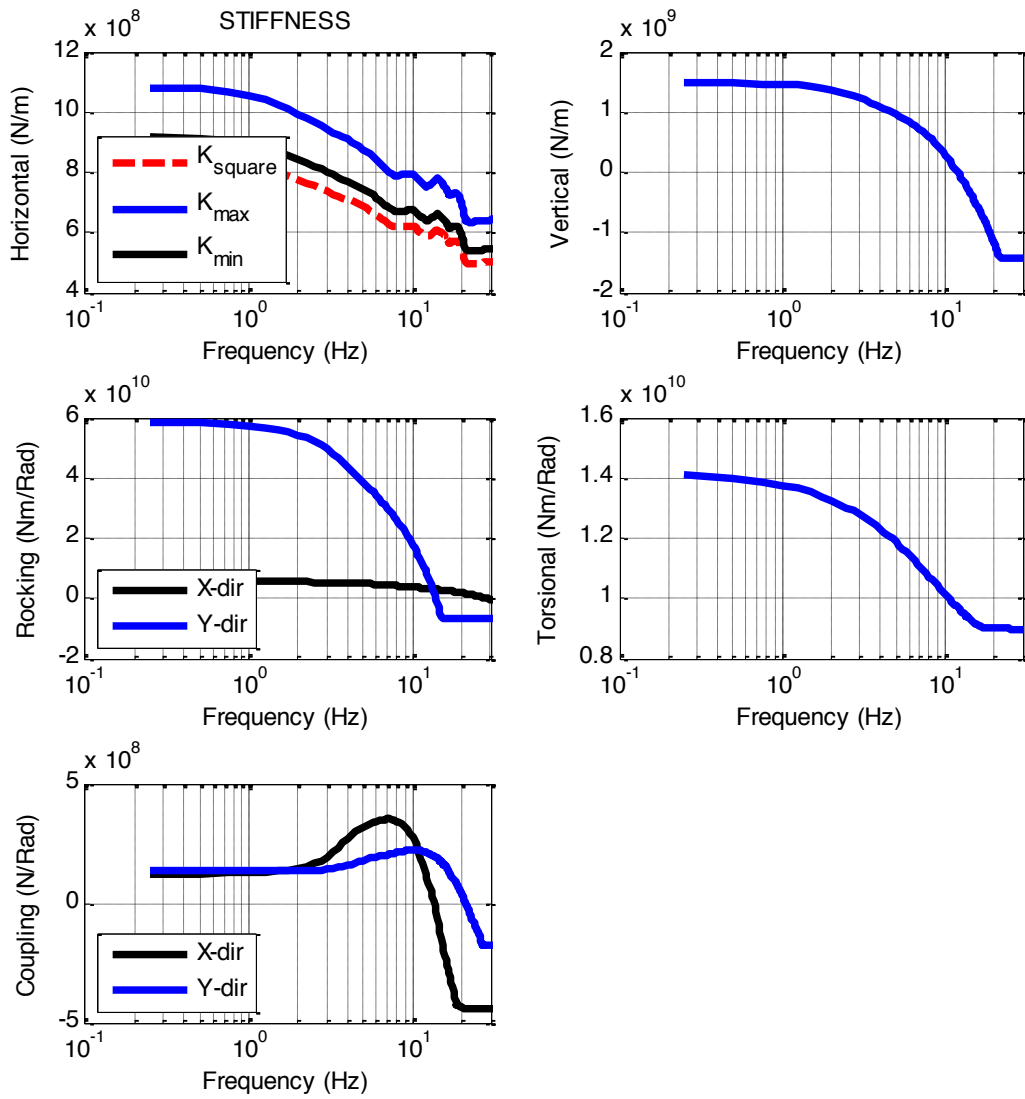 x 10^8
STIFFNESS
12
10
8
6
4
Horizontal (N/m)
K_square
K_max
K_min
10^-1
10^0
10^1
Frequency (Hz)
x 10^9
2
1
0
-1
-2
Vertical (N/m)
10^-1
10^0
10^1
Frequency (Hz)
x 10^10
6
4
2
0
-2
Rocking (Nm/Rad)
X-dir
Y-dir
10^-1
10^0
10^1
Frequency (Hz)
x 10^10
1.6
1.4
1.2
1
0.8
Torsional (Nm/Rad)
10^-1
10^0
10^1
Frequency (Hz)
x 10^8
5
0
-5
Coupling (N/Rad)
X-dir
Y-dir
10^-1
10^0
10^1
Frequency (Hz)